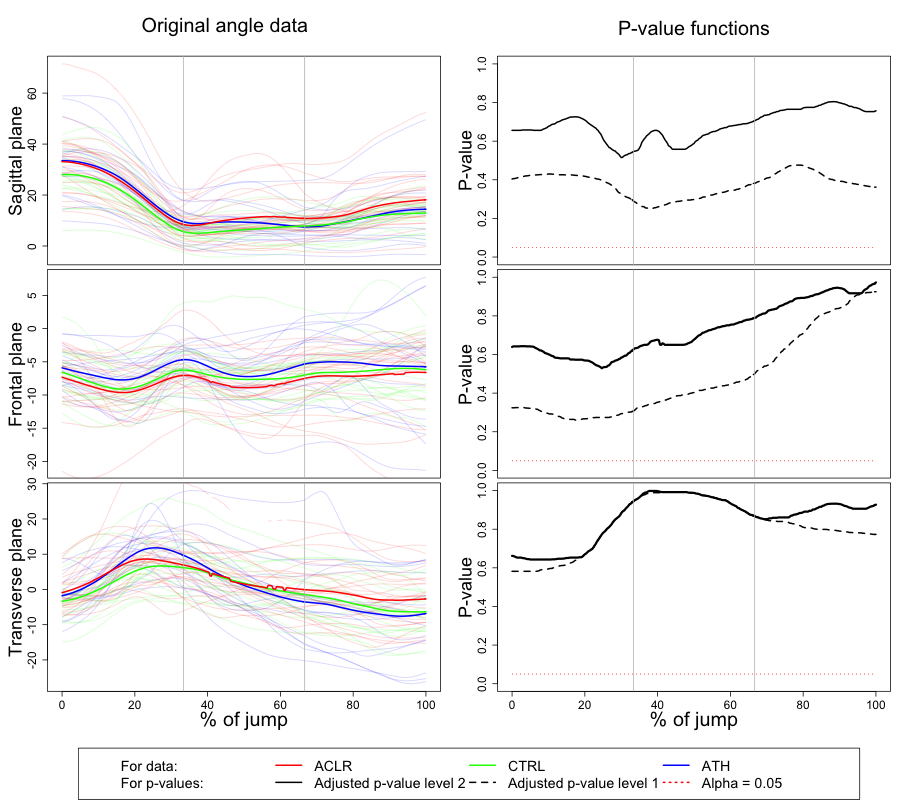 Original angle data
P-value functions
Sagittal plane
0 20 40 60
P-value
0.0 0.2 0.4 0.6 0.8 1.0
Frontal plane
-20 -15 -10 -5 0 5
P-value
0.0 0.2 0.4 0.6 0.8 1.0
Transverse plane
-20 -10 0 10 20 30
P-value
0.0 0.2 0.4 0.6 0.8 1.0
0 20 40 60 80 100
% of jump
0 20 40 60 80 100
% of jump
For data: ACLR CTRL ATH
For p-values: Adjusted p-value level 2 Adjusted p-value level 1 Alpha = 0.05